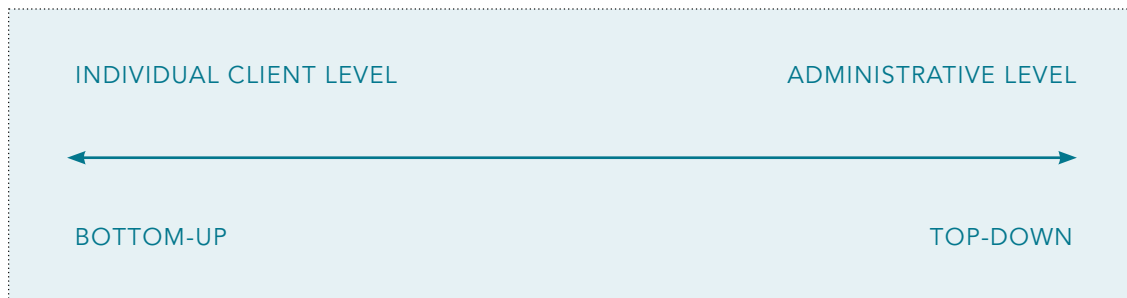 INDIVIDUAL CLIENT LEVEL
ADMINISTRATIVE LEVEL
BOTTOM-UP
TOP-DOWN